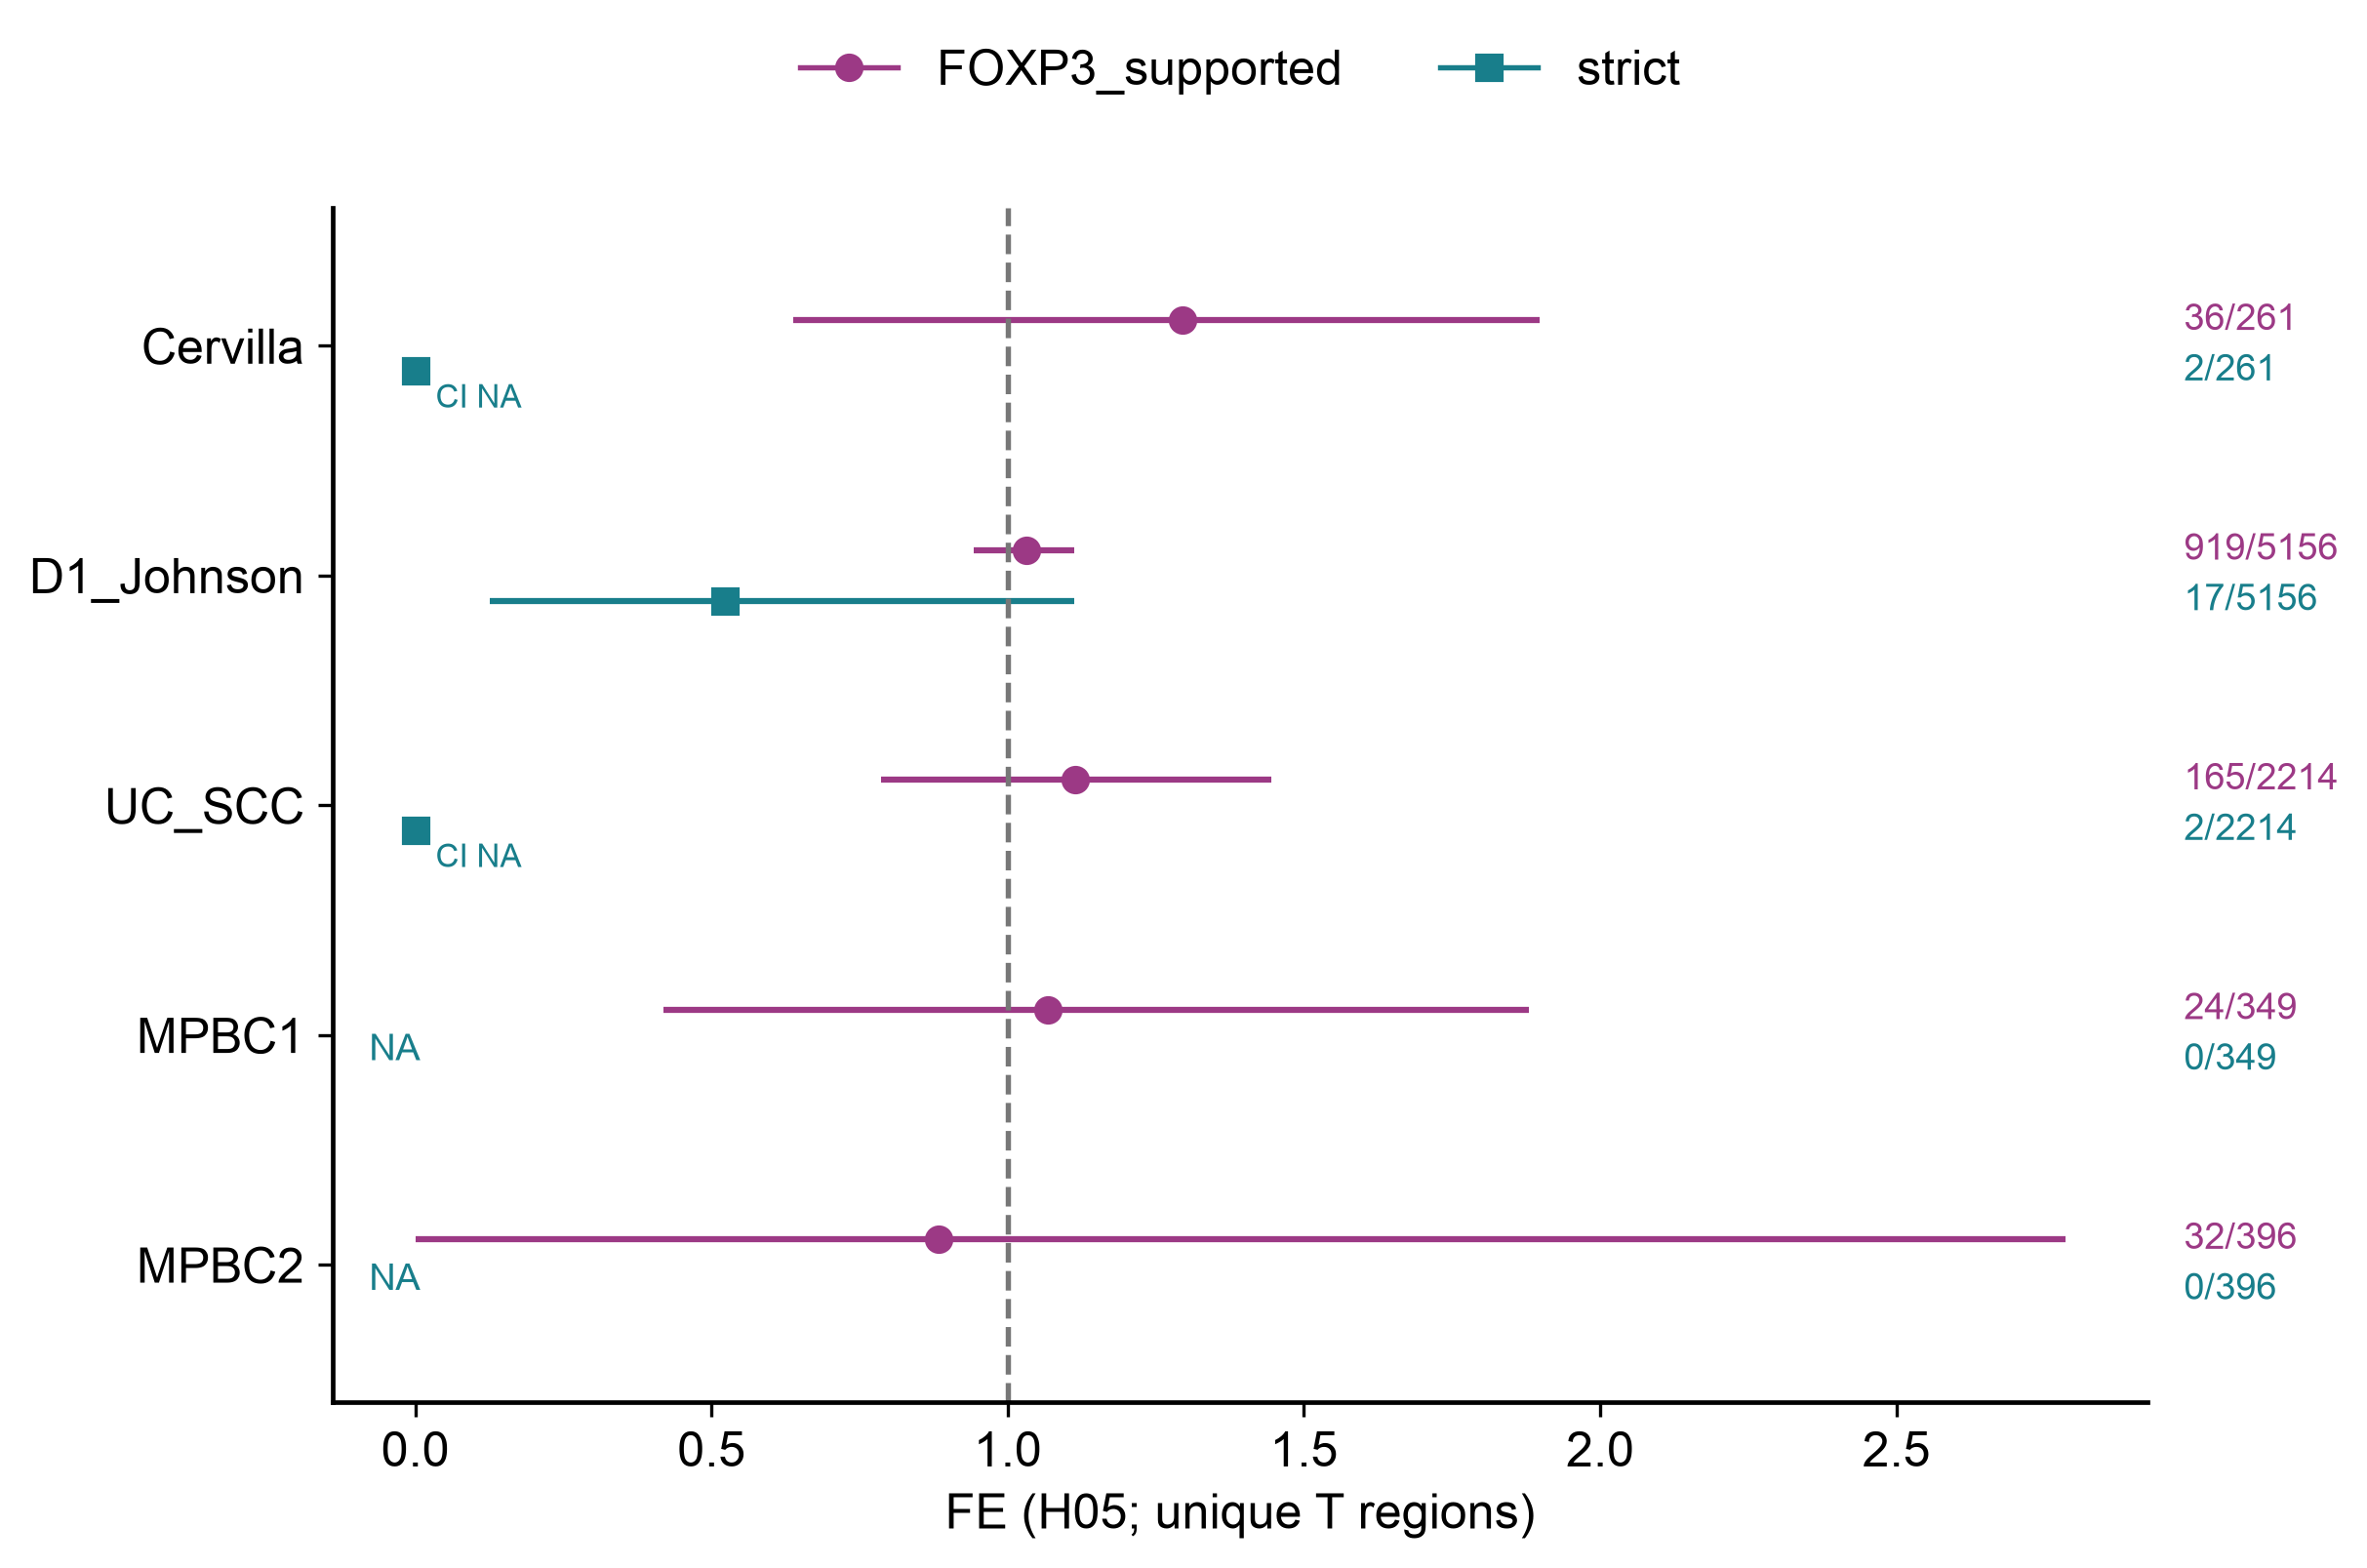 FOXP3_supported strict
Cervilla
36/261
2/261
CI NA
D1_Johnson
919/5156
17/5156
UC_SCC
165/2214
2/2214
CI NA
MPBC1
24/349
0/349
NA
MPBC2
32/396
0/396
NA
0.0 0.5 1.0 1.5 2.0 2.5
FE (H05; unique T regions)